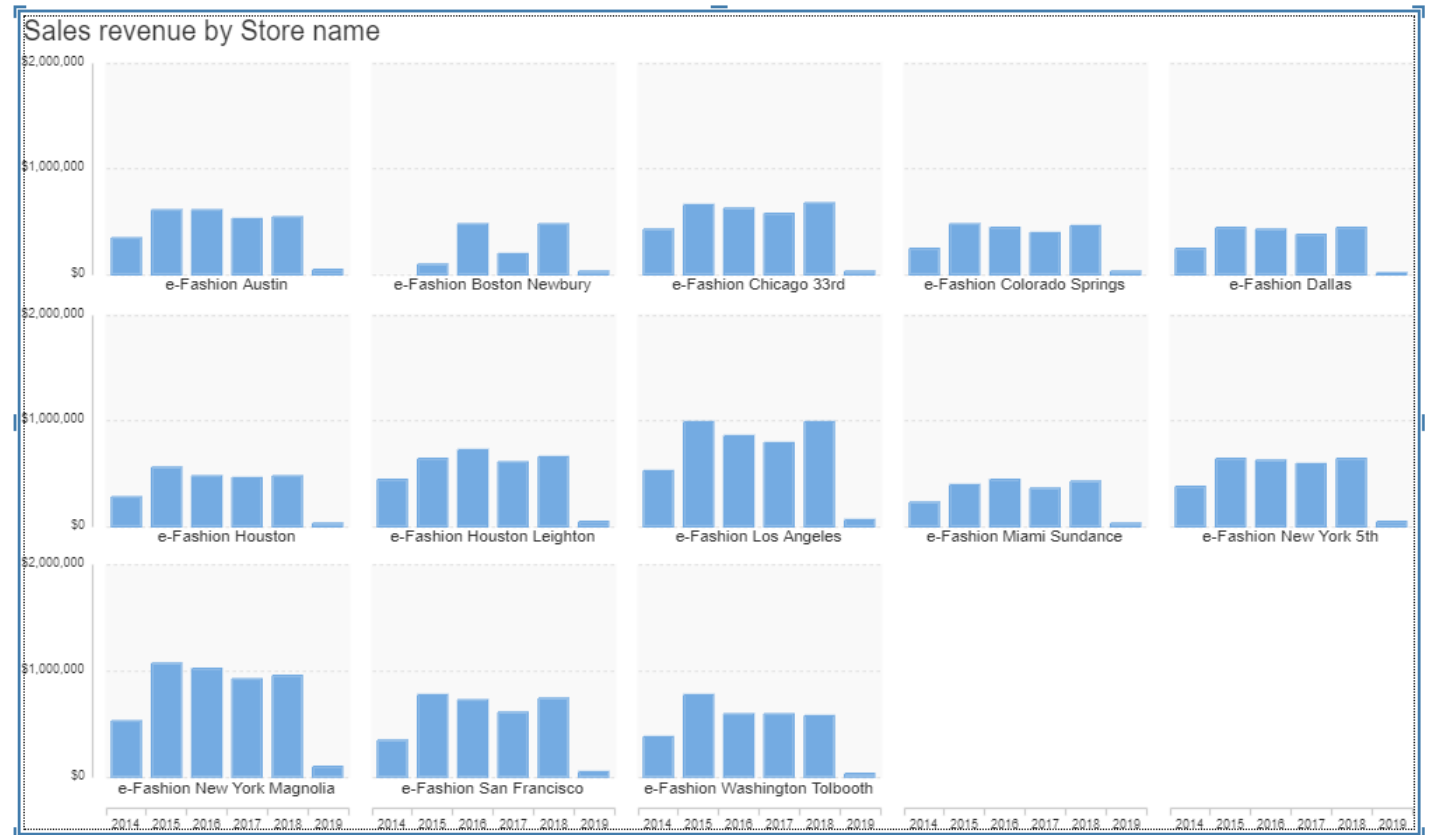 Sales revenue by Store name
$2,000,000
$1,000,000
$0
e-Fashion Austin e-Fashion Boston Newbury e-Fashion Chicago 33rd e-Fashion Colorado Springs e-Fashion Dallas
$2,000,000
$1,000,000
$0
e-Fashion Houston e-Fashion Houston Leighton e-Fashion Los Angeles e-Fashion Miami Sundance e-Fashion New York 5th
$2,000,000
$1,000,000
$0
e-Fashion New York Magnolia e-Fashion San Francisco e-Fashion Washington Tolbooth
2014 2015 2016 2017 2018 2019 2014 2015 2016 2017 2018 2019 2014 2015 2016 2017 2018 2019 2014 2015 2016 2017 2018 2019 2014 2015 2016 2017 2018 2019